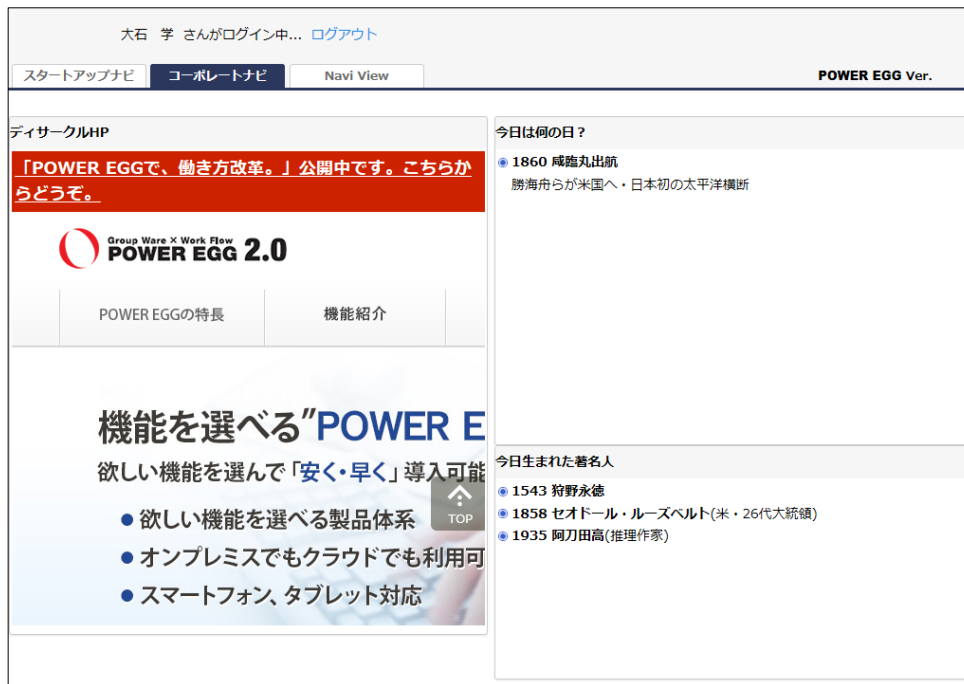 大石 学 さんがログイン中... ログアウト
スタートアップナビ コーポレートナビ Navi View POWER EGG Ver.
ディサークルHP
「POWER EGGで、働き方改革。」公開中です。こちらか
らどうぞ。
Group Ware × Work Flow
POWER EGG 2.0
POWER EGGの特長 機能紹介
機能を選べる"POWER E
欲しい機能を選んで「安く・早く」導入可能
TOP
● 欲しい機能を選べる製品体系
● オンプレミスでもクラウドでも利用可
● スマートフォン、タブレット対応
今日は何の日？
1860 咸臨丸出航
勝海舟らが米国へ・日本初の太平洋横断
今日生まれた著名人
1543 狩野永徳
1858 セオドール・ルーズベルト(米・26代大統領)
1935 阿刀田高(推理作家)